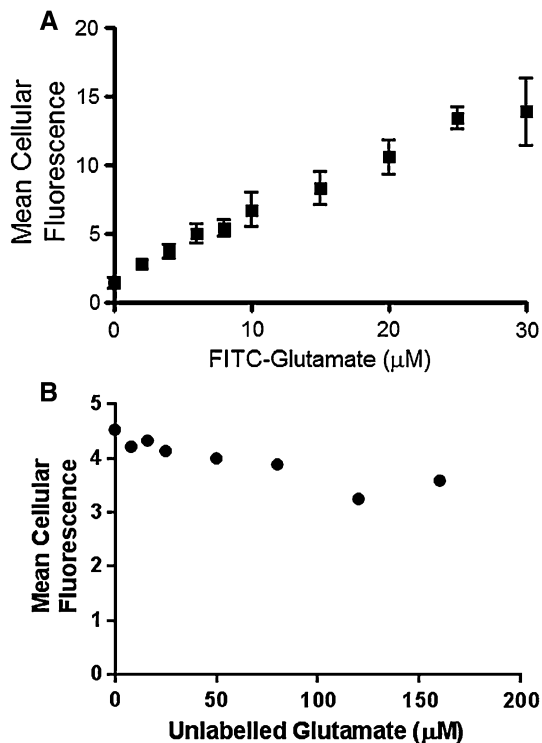 A
Mean Cellular
Fluorescence
20
15
10
5
0
0 10 20 30
FITC-Glutamate (μM)
B
Mean Cellular
Fluorescence
5
4
3
2
1
0
0 50 100 150 200
Unlabelled Glutamate (μM)